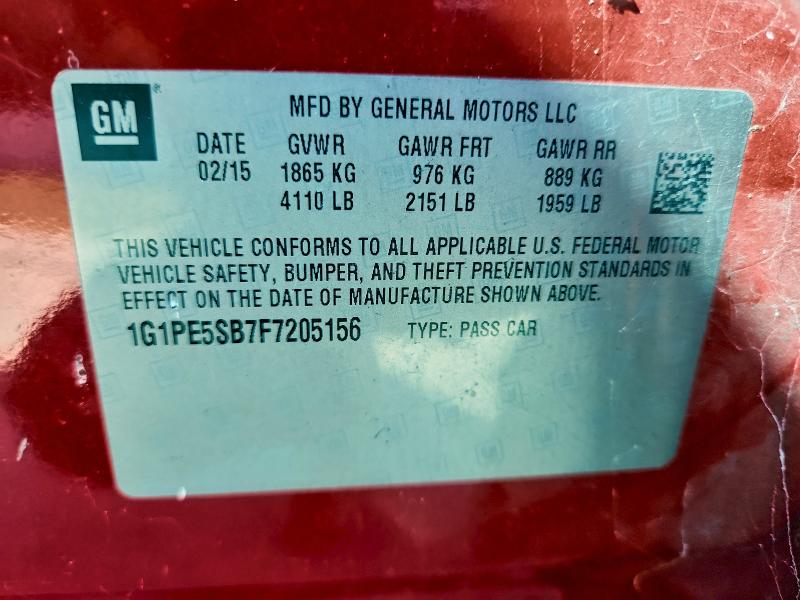 GM
MFD BY GENERAL MOTORS LLC
DATE GVWR GAWR FRT GAWR RR
02/15 1865 KG 976 KG 889 KG
4110 LB 2151 LB 1959 LB
THIS VEHICLE CONFORMS TO ALL APPLICABLE U.S. FEDERAL MOTOR
VEHICLE SAFETY, BUMPER, AND THEFT PREVENTION STANDARDS IN
EFFECT ON THE DATE OF MANUFACTURE SHOWN ABOVE.
1G1PE5SB7F7205156 TYPE: PASS CAR